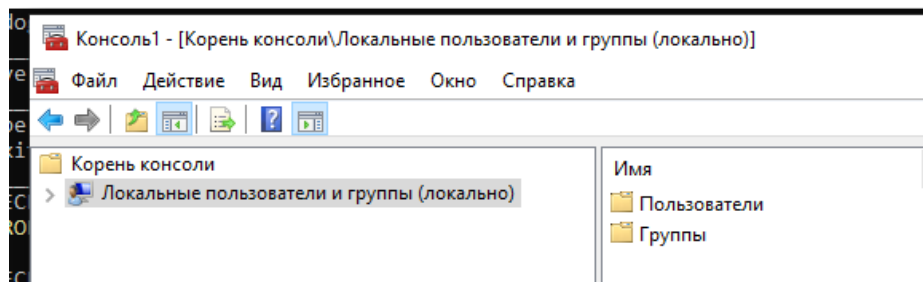 Консоль1 - [Корень консоли\Локальные пользователи и группы (локально)]
Файл Действие Вид Избранное Окно Справка
Корень консоли
Локальные пользователи и группы (локально)
Имя
Пользователи
Группы